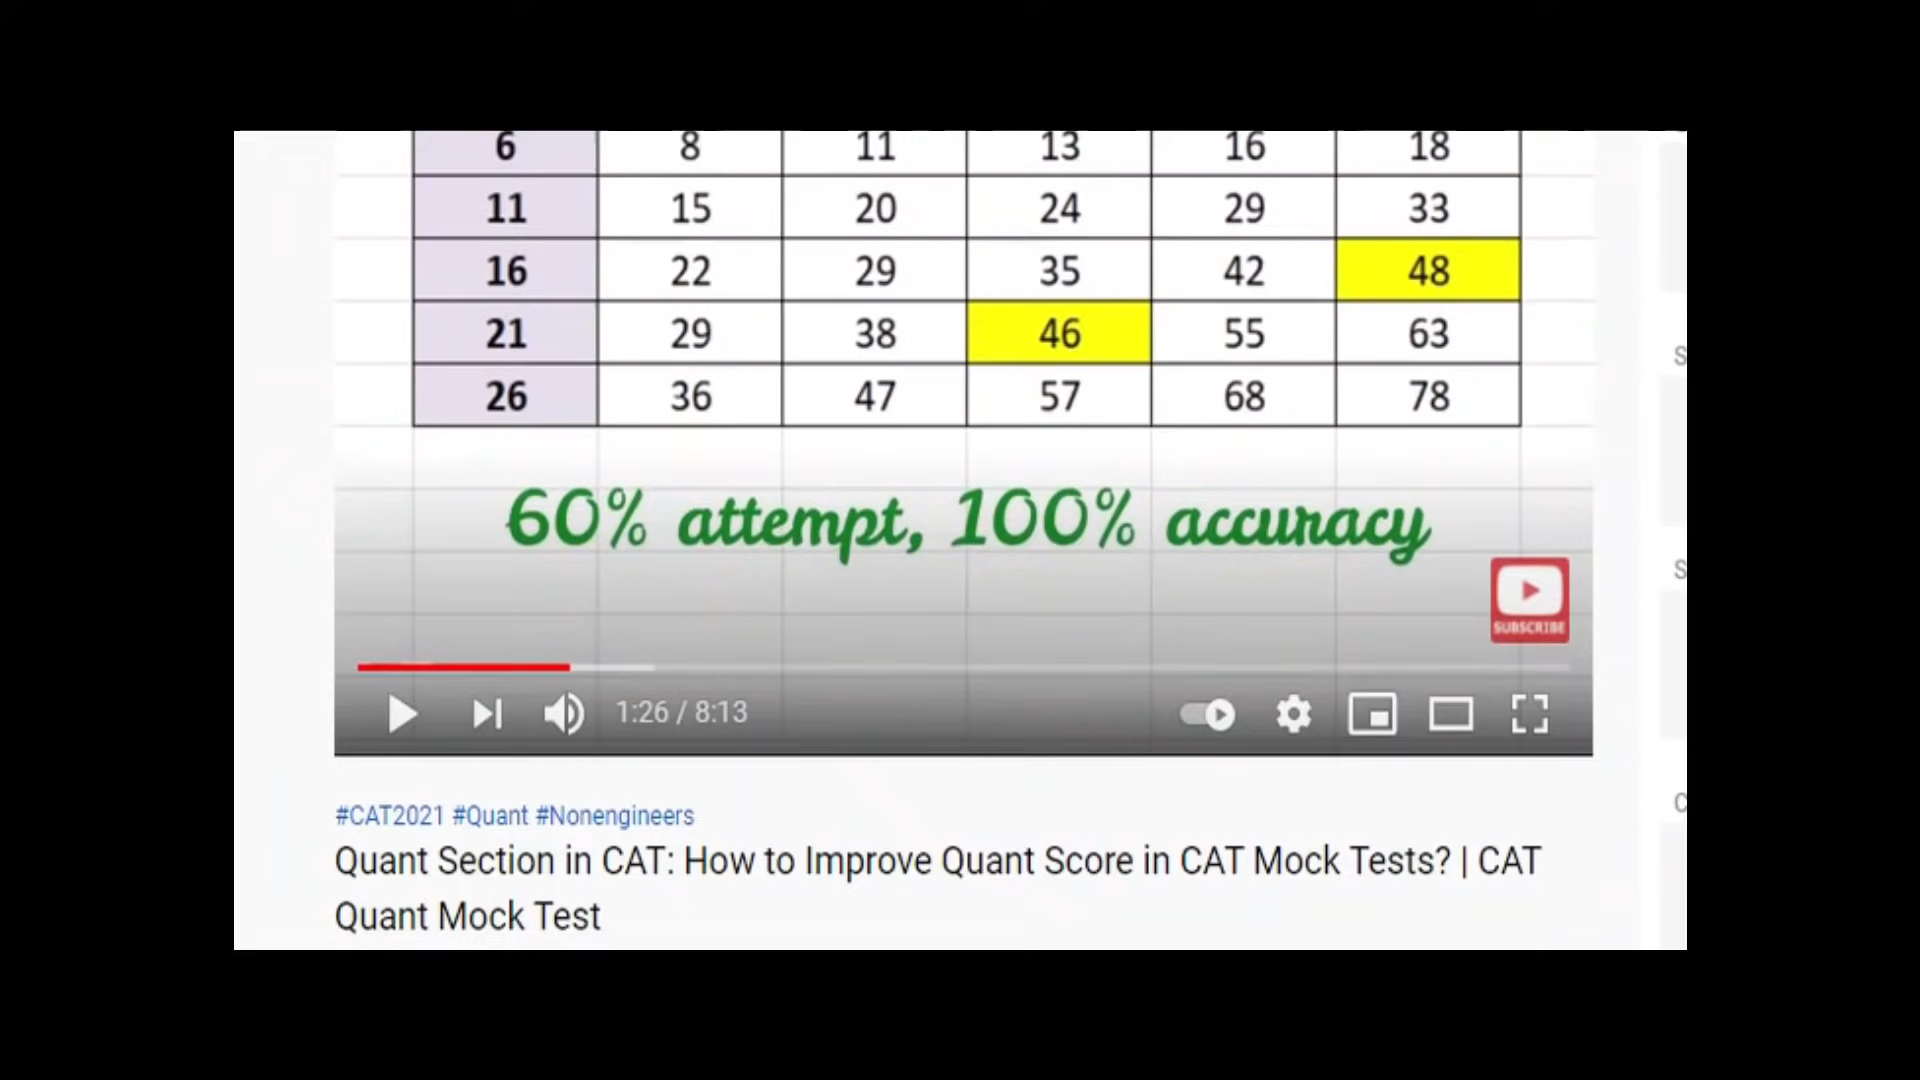 6 8 11 13 16 18
11 15 20 24 29 33
16 22 29 35 42 48
21 29 38 46 55 63
26 36 47 57 68 78
60% attempt, 100% accuracy
SUBSCRIBE
1:26 / 8:13
#CAT2021 #Quant #Nonengineers
Quant Section in CAT: How to Improve Quant Score in CAT Mock Tests? | CAT
Quant Mock Test